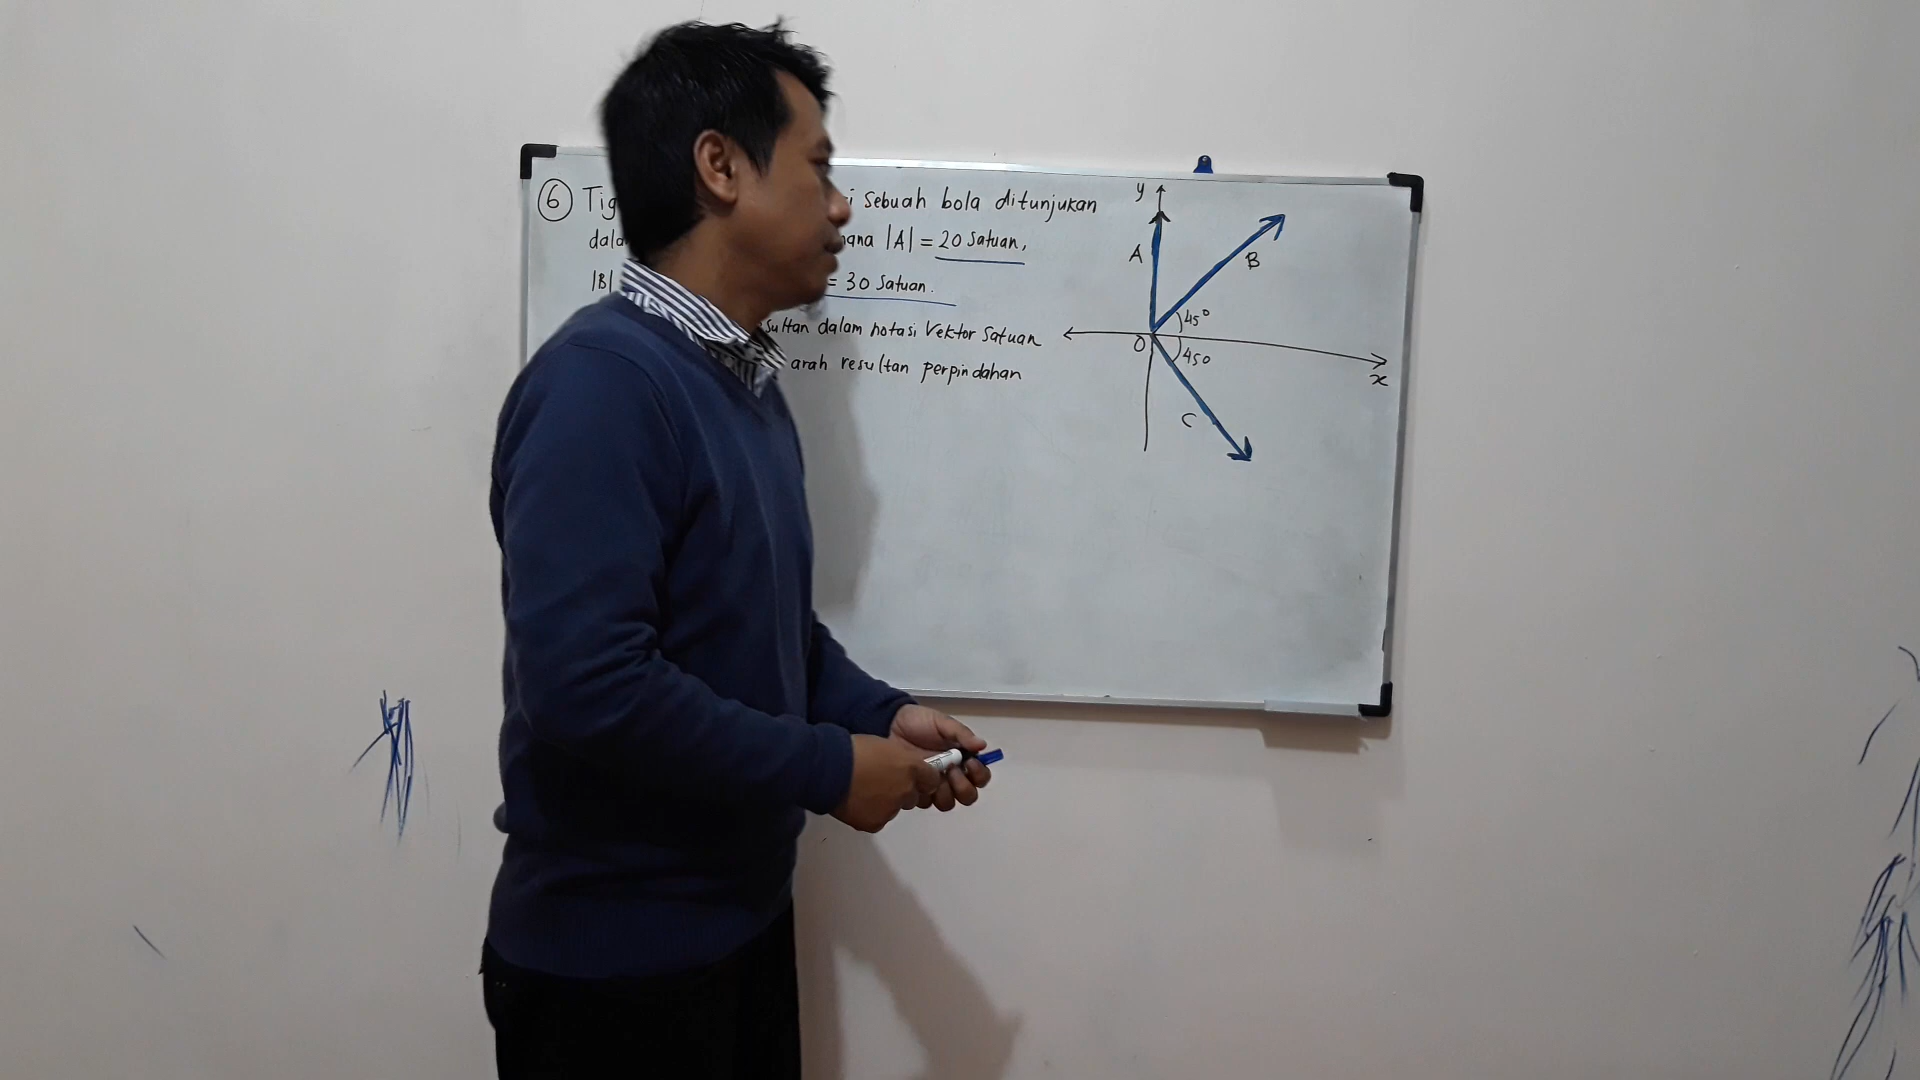 6 Tig i Sebuah bola ditunjukan
dala ana |A| = 20 Satuan,
|B| = 30 Satuan.
sultan dalam notasi Vektor Satuan
arah resultan perpindahan
y
A
B
45°
O
45°
x
C